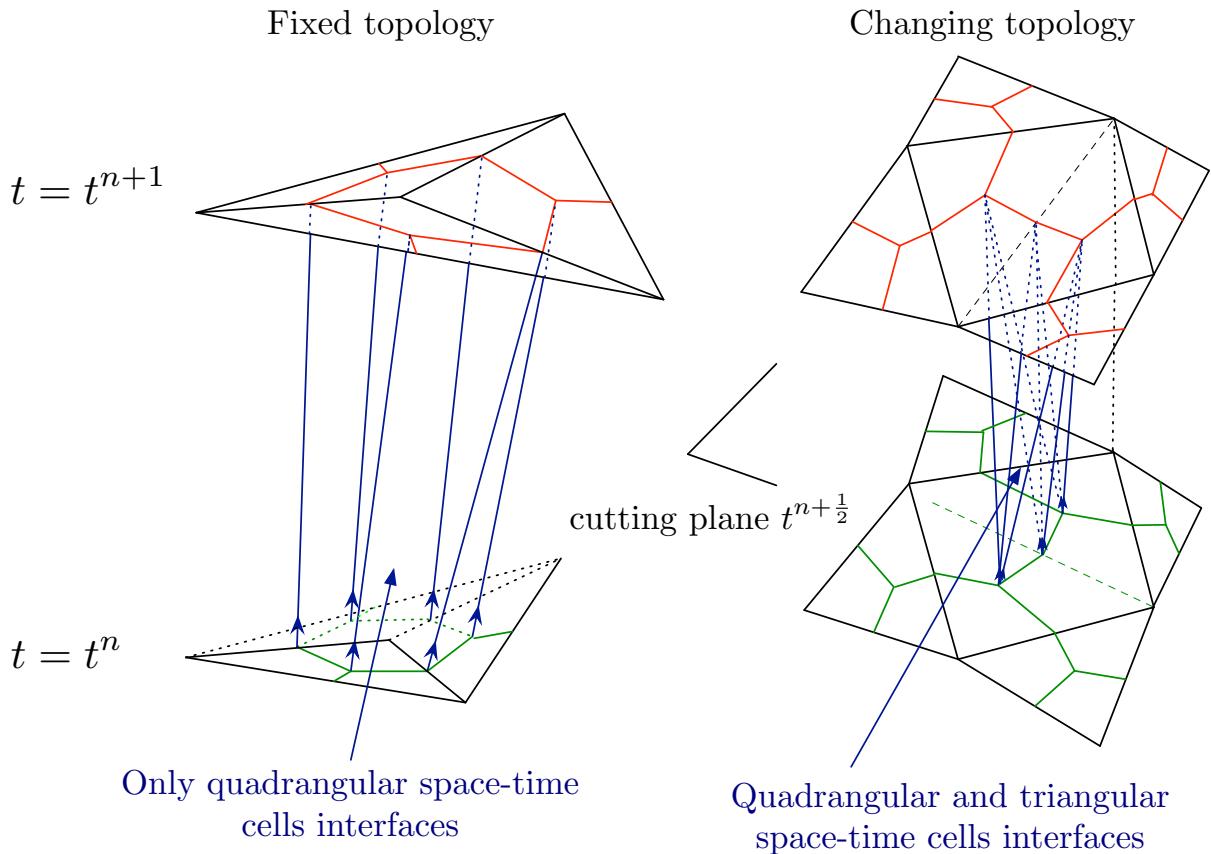 Fixed topology
Changing topology
t = t^{n+1}
cutting plane t^{n+\frac{1}{2}}
t = t^n
Only quadrangular space-time
cells interfaces
Quadrangular and triangular
space-time cells interfaces